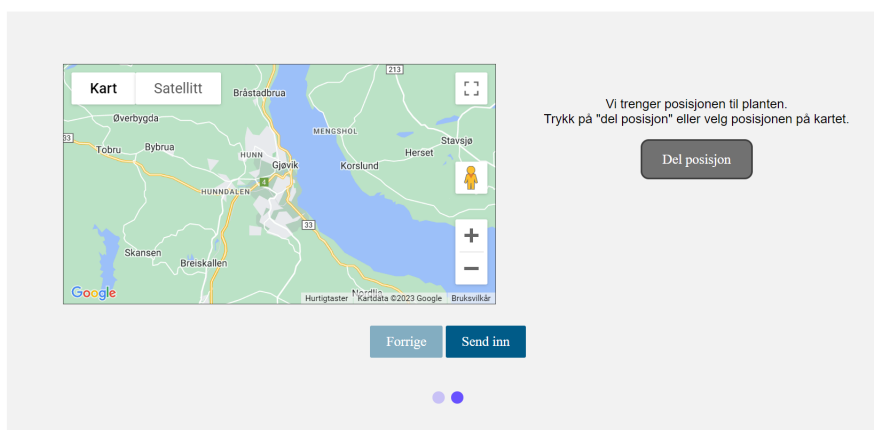 Kart Satellitt
213
Bråstadbrua
Øverbygda
MENGSHOL
33
Tobru
Bybrua
HUNN
Gjøvik
Korslund
Herset
Stavsjø
4
HUNNDALEN
33
Skansen
Breiskallen
Nordlia
Google
Hurtigtaster Kartdata ©2023 Google Bruksvilkår
Vi trenger posisjonen til planten.
Trykk på "del posisjon" eller velg posisjonen på kartet.
Del posisjon
Forrige Send inn